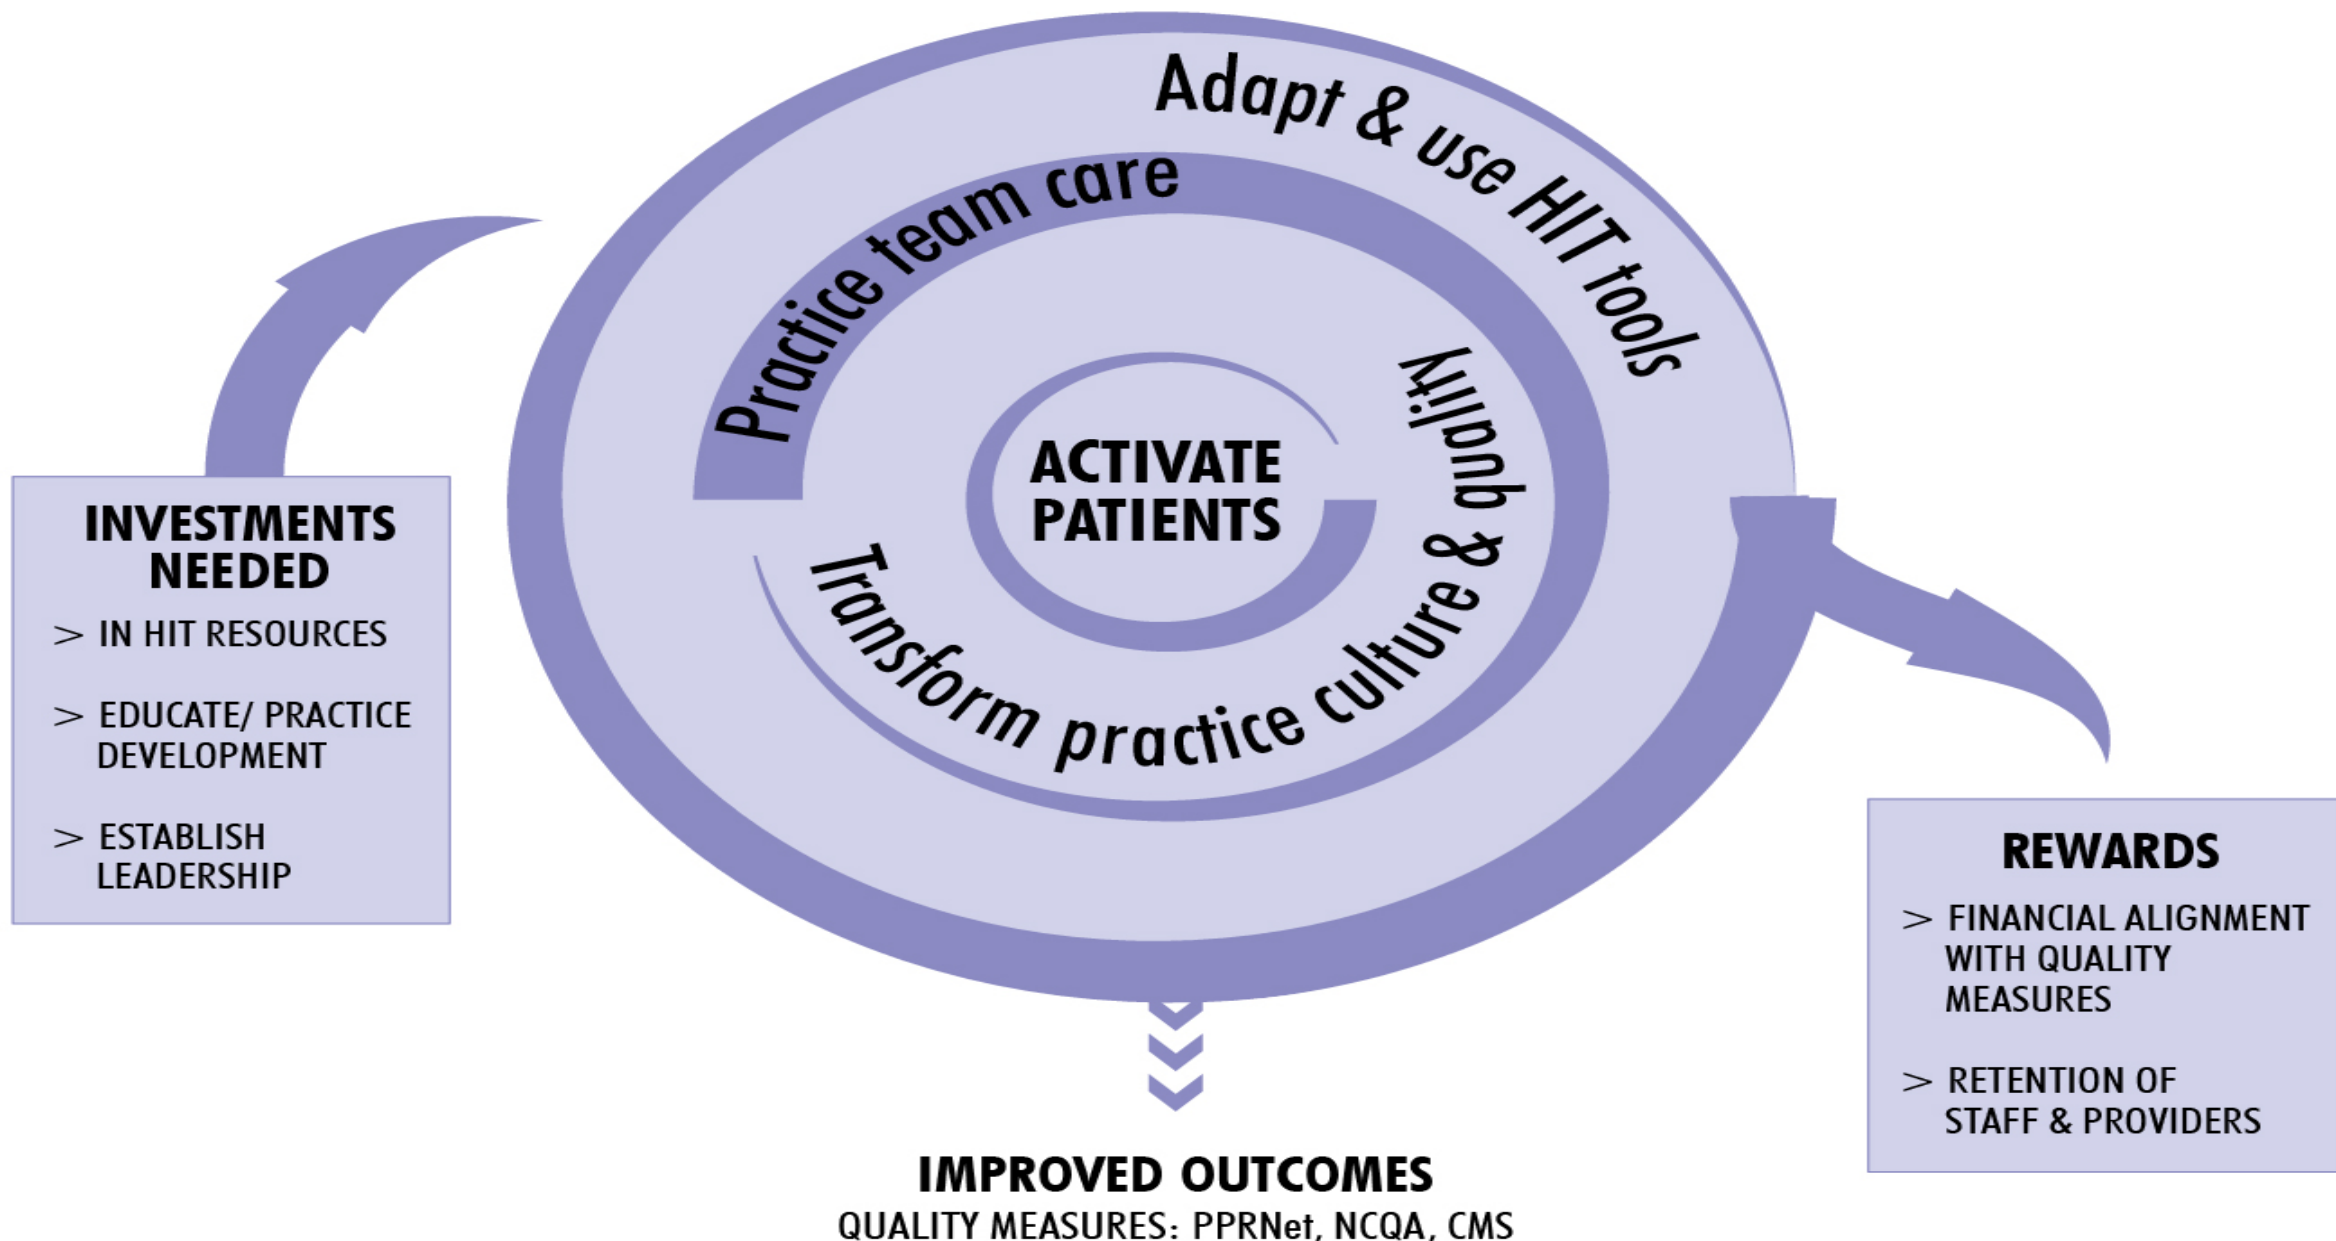 Adapt & use HIT tools
Practice team care
Transform practice culture & quality
ACTIVATE
PATIENTS
INVESTMENTS
NEEDED
> IN HIT RESOURCES
> EDUCATE/ PRACTICE
DEVELOPMENT
> ESTABLISH
LEADERSHIP
REWARDS
> FINANCIAL ALIGNMENT
WITH QUALITY
MEASURES
> RETENTION OF
STAFF & PROVIDERS
IMPROVED OUTCOMES
QUALITY MEASURES: PPRNet, NCQA, CMS